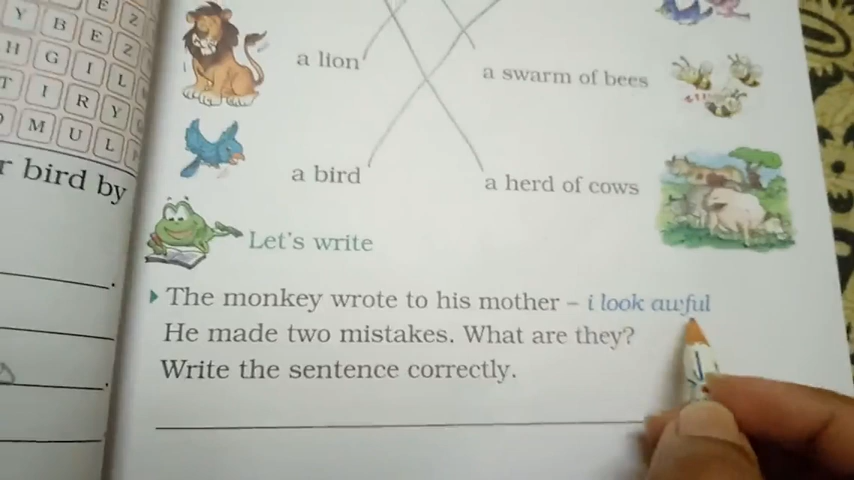 Y B E Z
E Z
H G I L
T I R Y
M U L
r bird by
a lion
a swarm of bees
a bird
a herd of cows
Let's write
The monkey wrote to his mother – i look awful
He made two mistakes. What are they?
Write the sentence correctly.